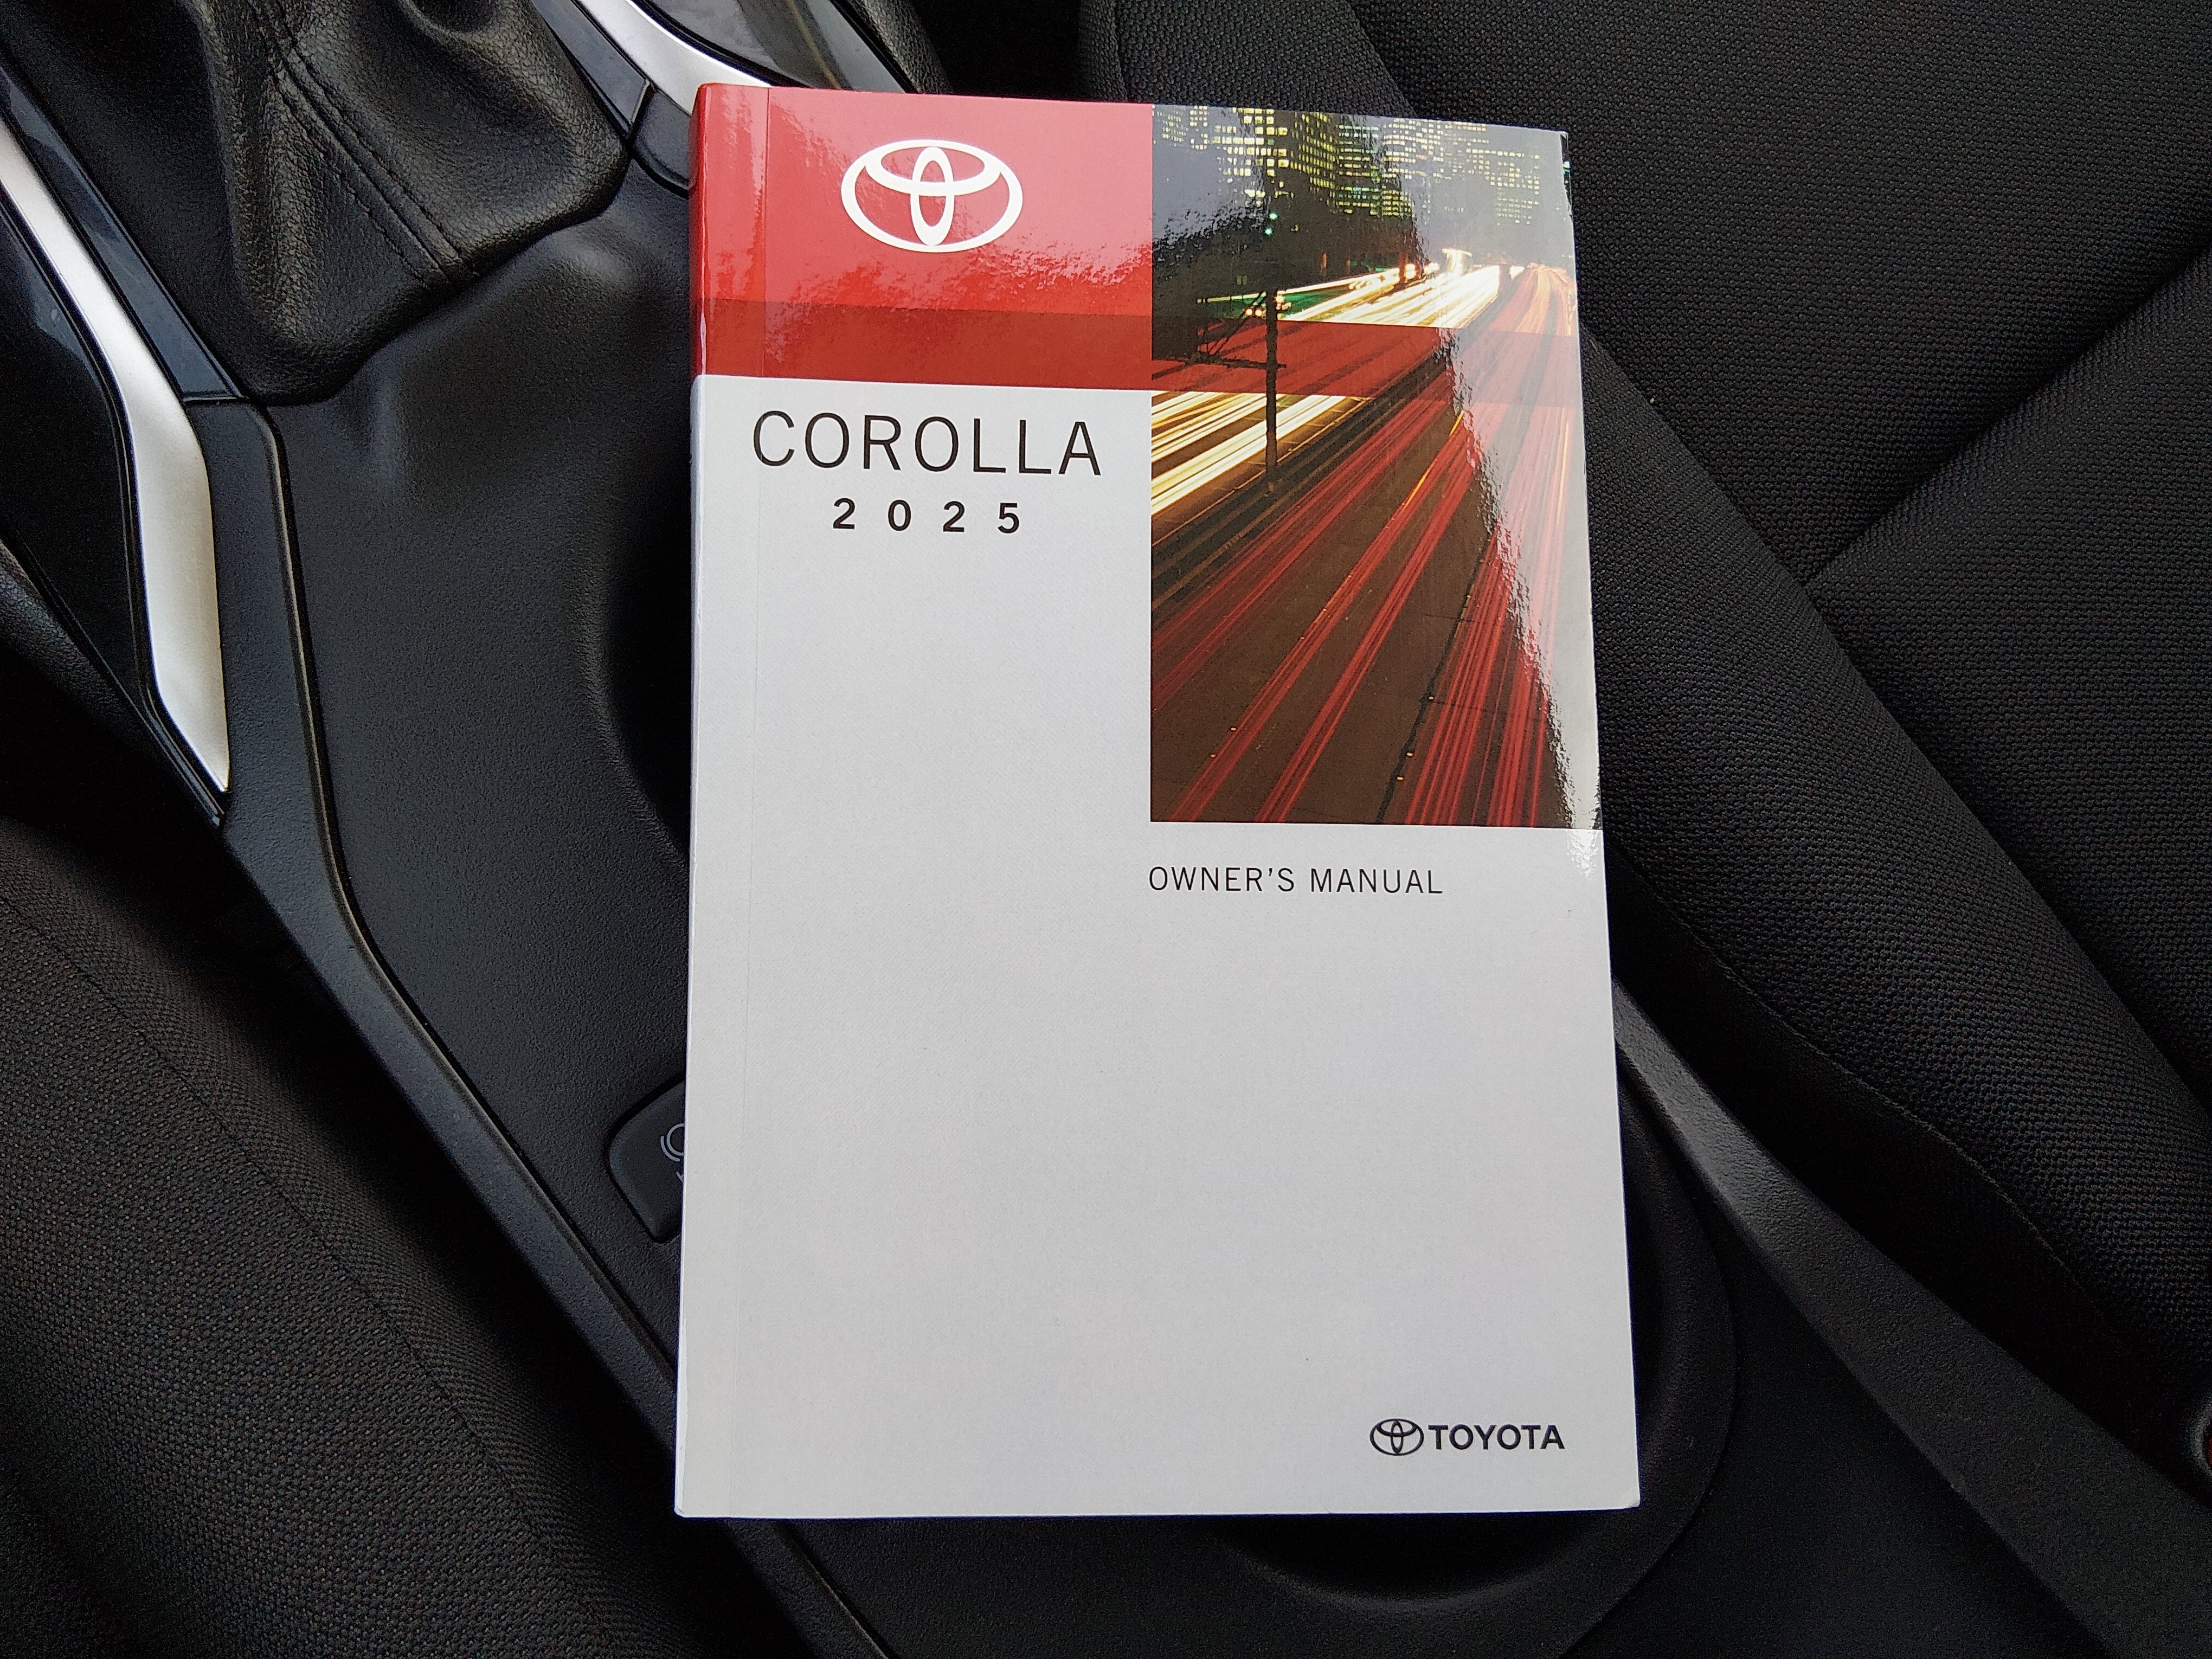 COROLLA
2025
OWNER'S MANUAL
TOYOTA